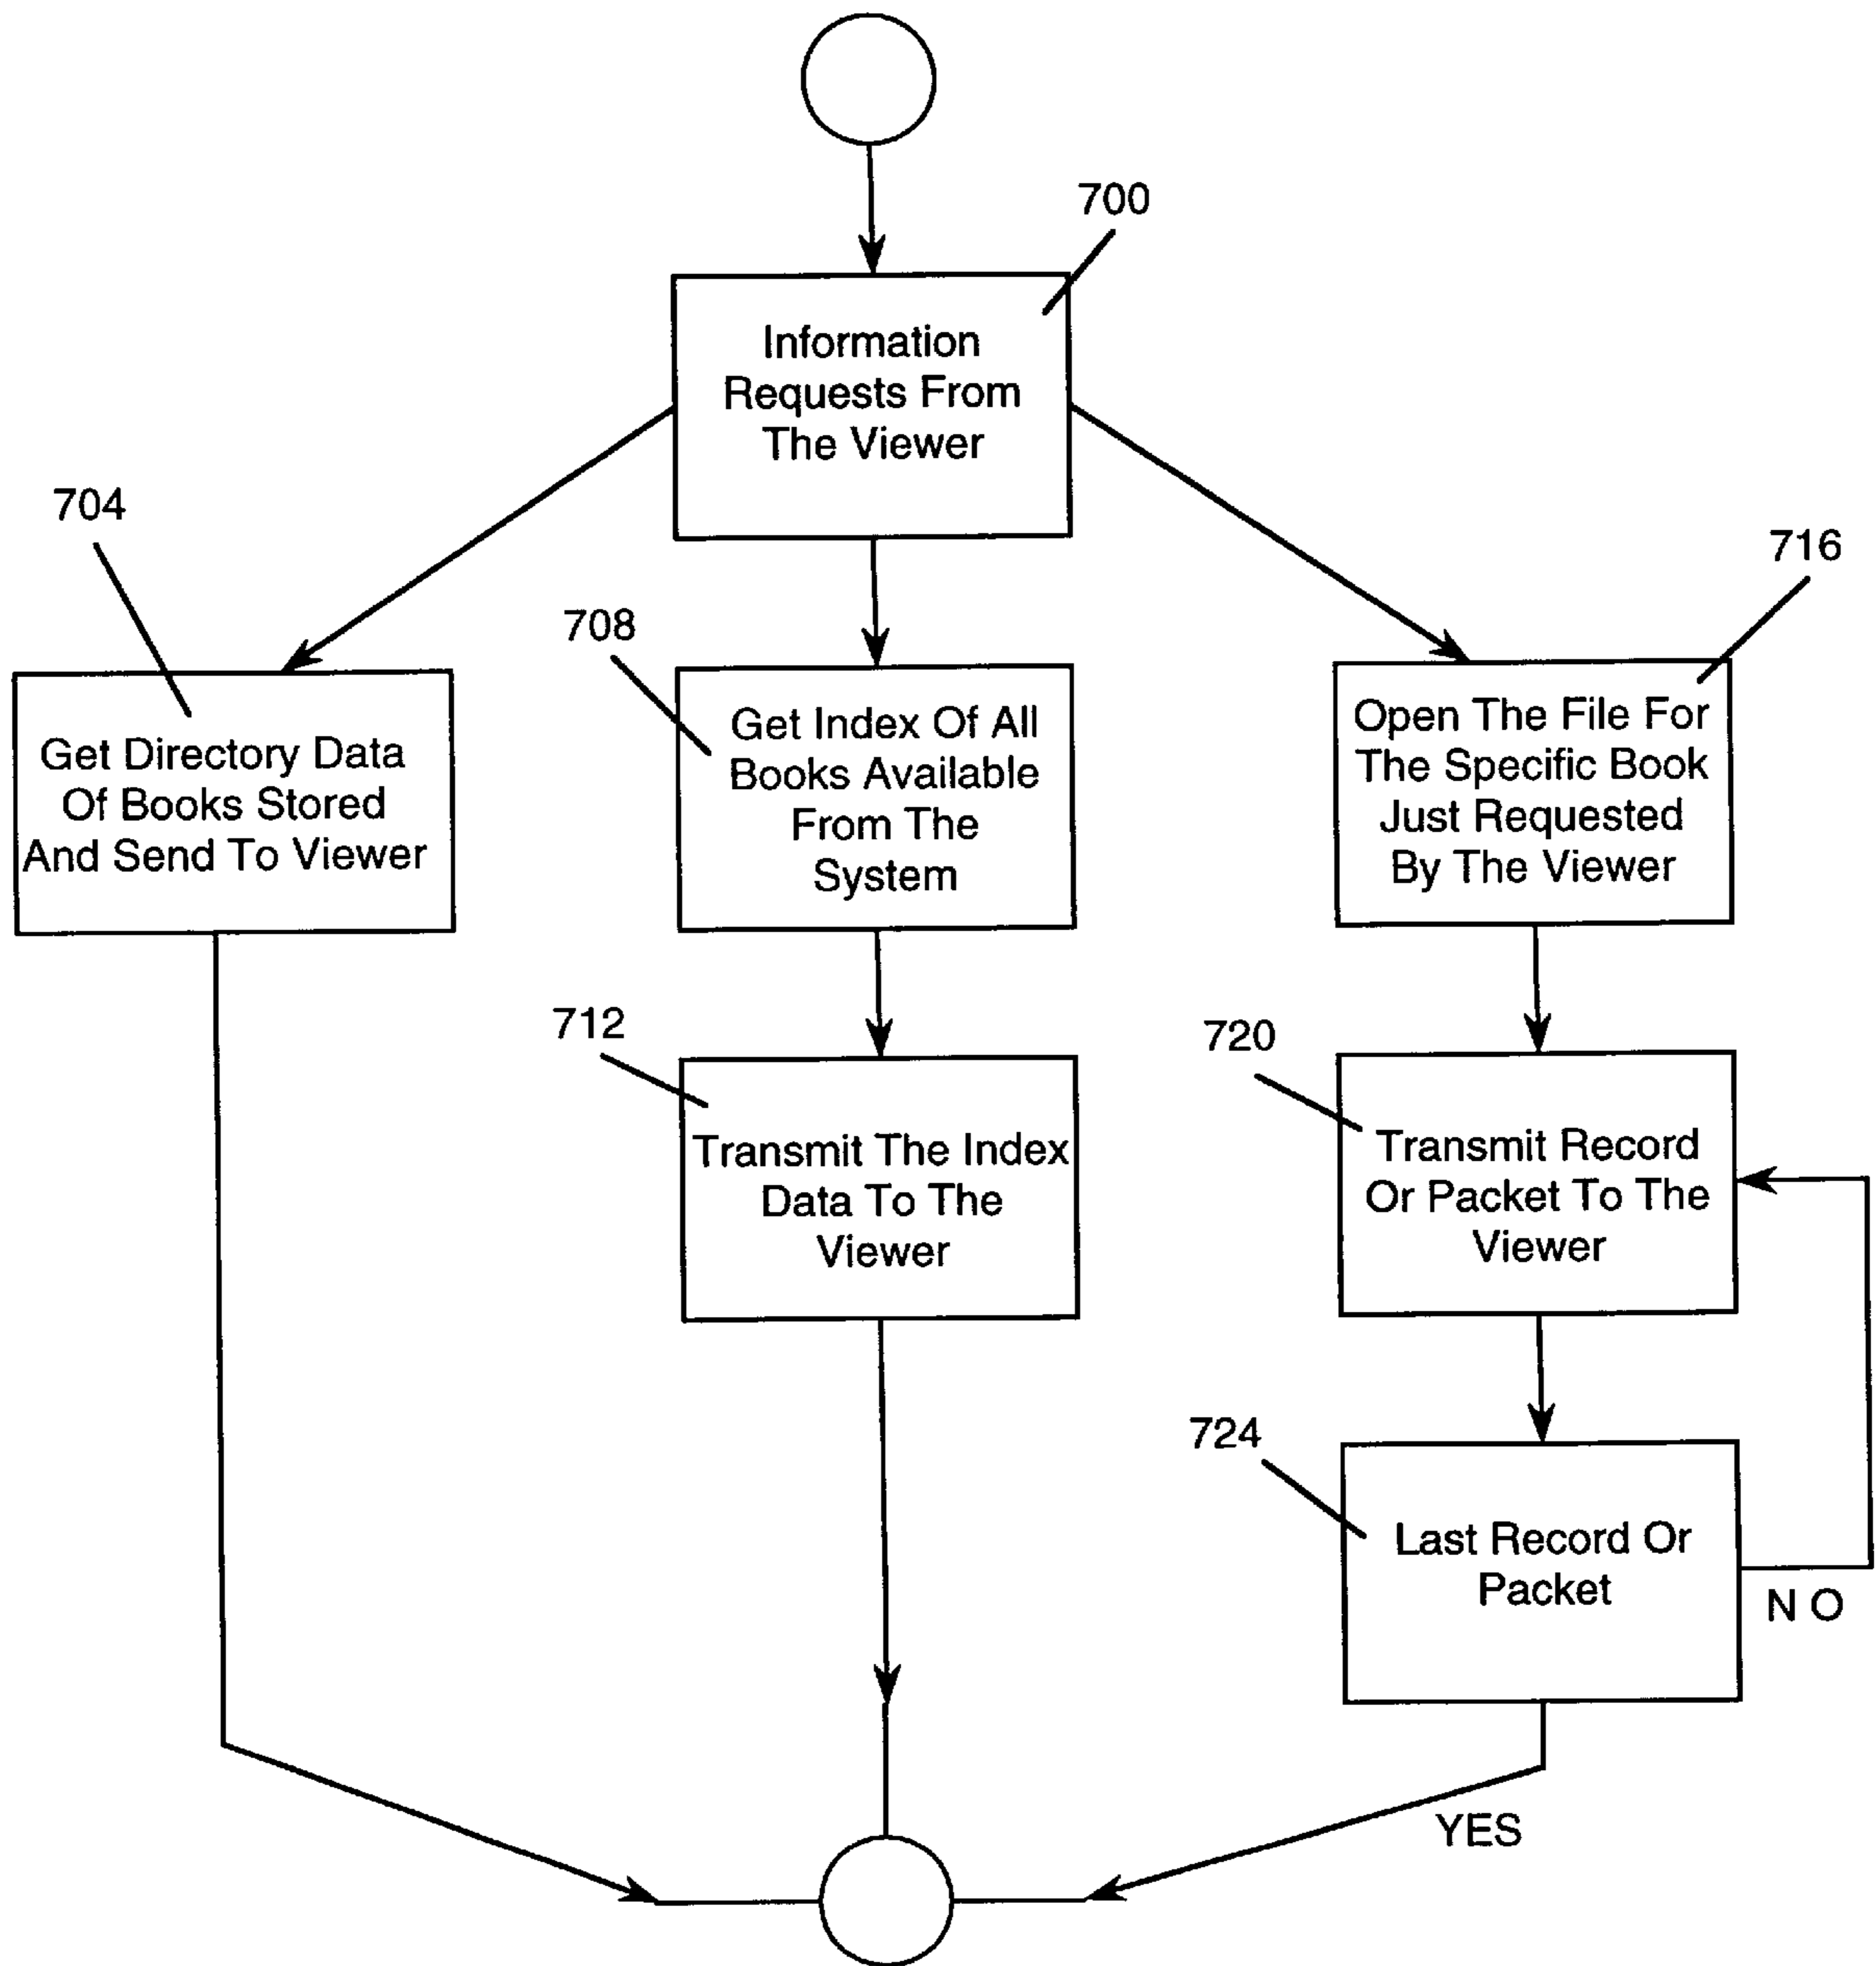 700
Information
Requests From
The Viewer
704
Get Directory Data
Of Books Stored
And Send To Viewer
708
Get Index Of All
Books Available
From The
System
716
Open The File For
The Specific Book
Just Requested
By The Viewer
712
Transmit The Index
Data To The
Viewer
720
Transmit Record
Or Packet To The
Viewer
724
Last Record Or
Packet
N O
YES